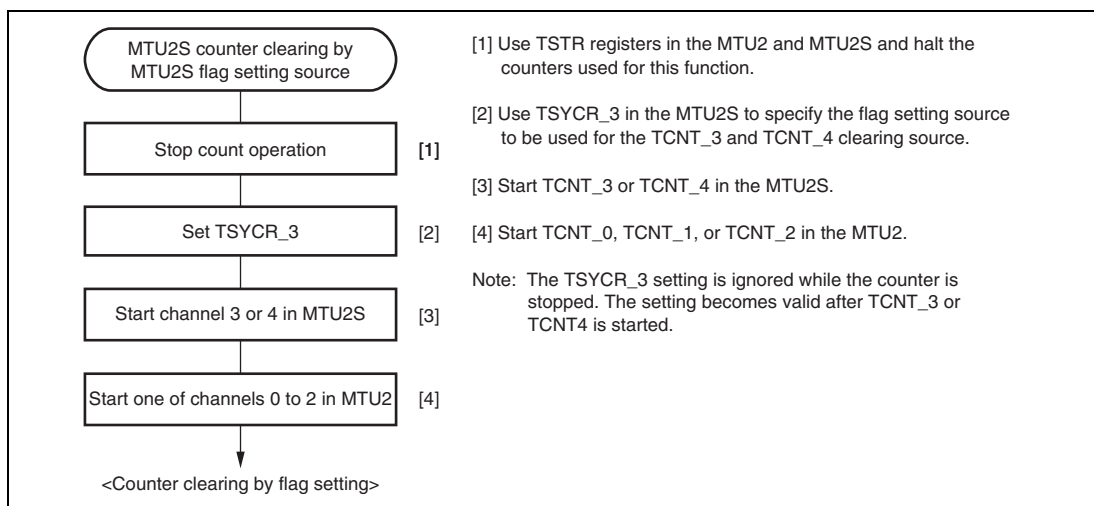 MTU2S counter clearing by
MTU2S flag setting source
Stop count operation
[1]
Set TSYCR_3
[2]
Start channel 3 or 4 in MTU2S
[3]
Start one of channels 0 to 2 in MTU2
[4]
<Counter clearing by flag setting>
[1] Use TSTR registers in the MTU2 and MTU2S and halt the
counters used for this function.
[2] Use TSYCR_3 in the MTU2S to specify the flag setting source
to be used for the TCNT_3 and TCNT_4 clearing source.
[3] Start TCNT_3 or TCNT_4 in the MTU2S.
[4] Start TCNT_0, TCNT_1, or TCNT_2 in the MTU2.
Note: The TSYCR_3 setting is ignored while the counter is
stopped. The setting becomes valid after TCNT_3 or
TCNT4 is started.